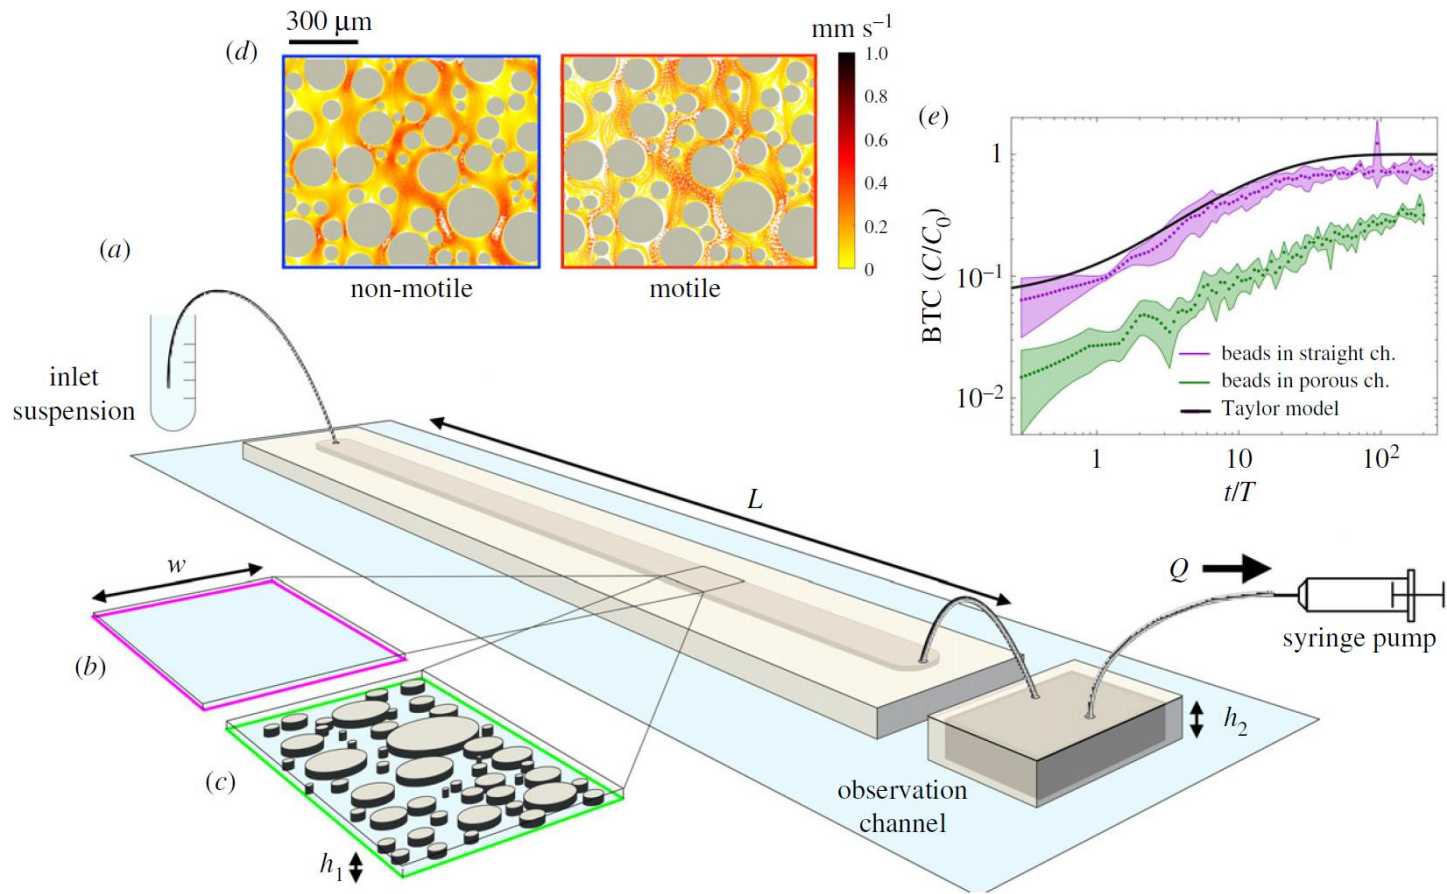 300 μm
(d)
mm s⁻¹
1.0
0.8
0.6
0.4
0.2
0
non-motile
motile
(e)
BTC (C/C₀)
1
10⁻¹
10⁻²
beads in straight ch.
beads in porous ch.
Taylor model
1
10
10²
t/T
(a)
inlet
suspension
L
w
(b)
(c)
h₁
Q
syringe pump
h₂
observation
channel